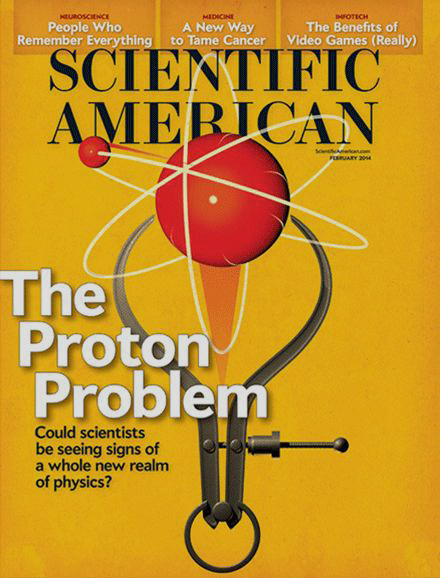 NEUROSCIENCE
People Who
Remember Everything
MEDICINE
A New Way
to Tame Cancer
INFOTECH
The Benefits of
Video Games (Really)
SCIENTIFIC
AMERICAN
ScientificAmerican.com
FEBRUARY 2014
The
Proton
Problem
Could scientists
be seeing signs of
a whole new realm
of physics?